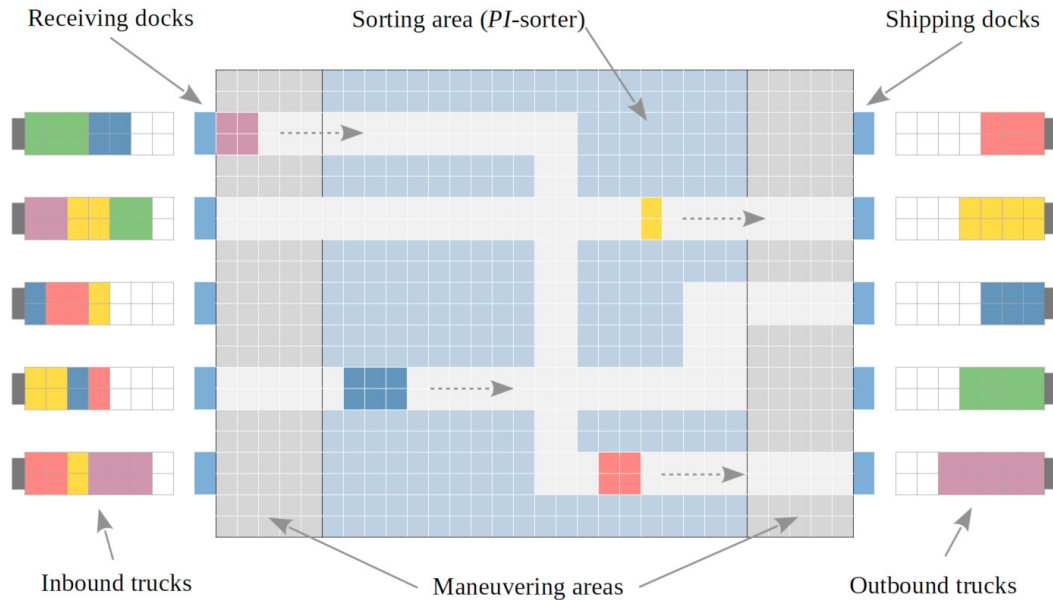 Receiving docks
Sorting area (PI-sorter)
Shipping docks
Inbound trucks
Maneuvering areas
Outbound trucks